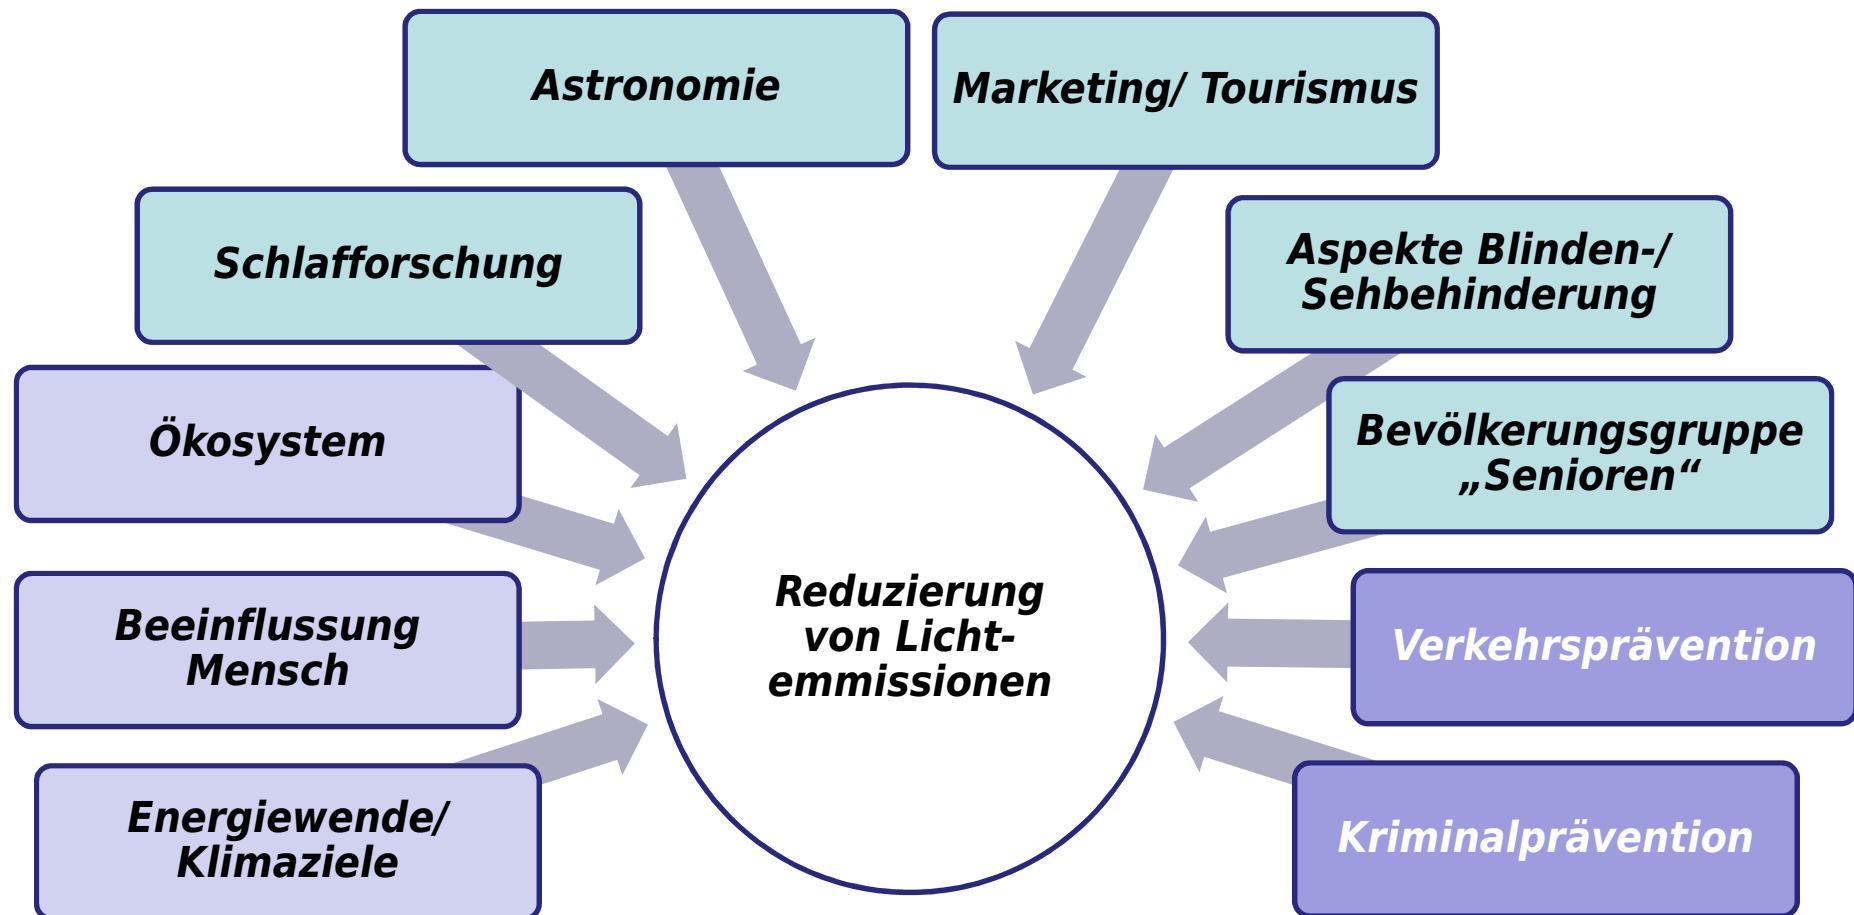 Astronomie
Marketing/ Tourismus
Schlafforschung
Aspekte Blinden-/
Sehbehinderung
Ökosystem
Bevölkerungsgruppe
„Senioren“
Beeinflussung
Mensch
Reduzierung
von Licht-
emmissionen
Verkehrsprävention
Energiewende/
Klimaziele
Kriminalprävention